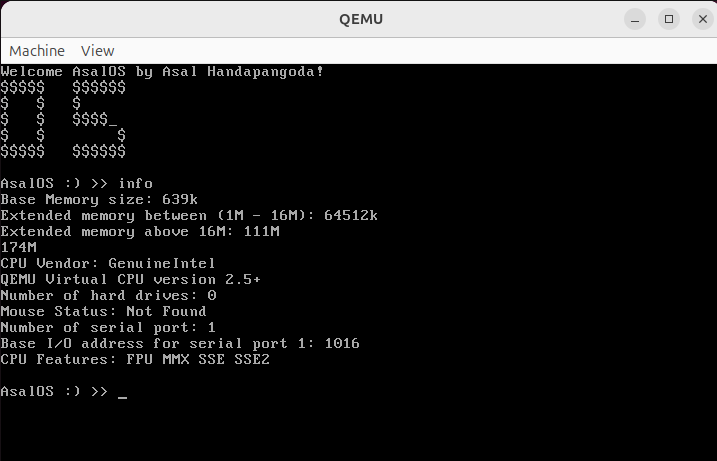 QEMU
Machine View
Welcome AsalOS by Asal Handapangoda!
$$$$$   $$$$$$
$   $   $
$   $   $$$$_
$   $        $
$$$$$   $$$$$$
AsalOS :) >> info
Base Memory size: 639k
Extended memory between (1M - 16M): 64512k
Extended memory above 16M: 111M
174M
CPU Vendor: GenuineIntel
QEMU Virtual CPU version 2.5+
Number of hard drives: 0
Mouse Status: Not Found
Number of serial port: 1
Base I/O address for serial port 1: 1016
CPU Features: FPU MMX SSE SSE2
AsalOS :) >> _